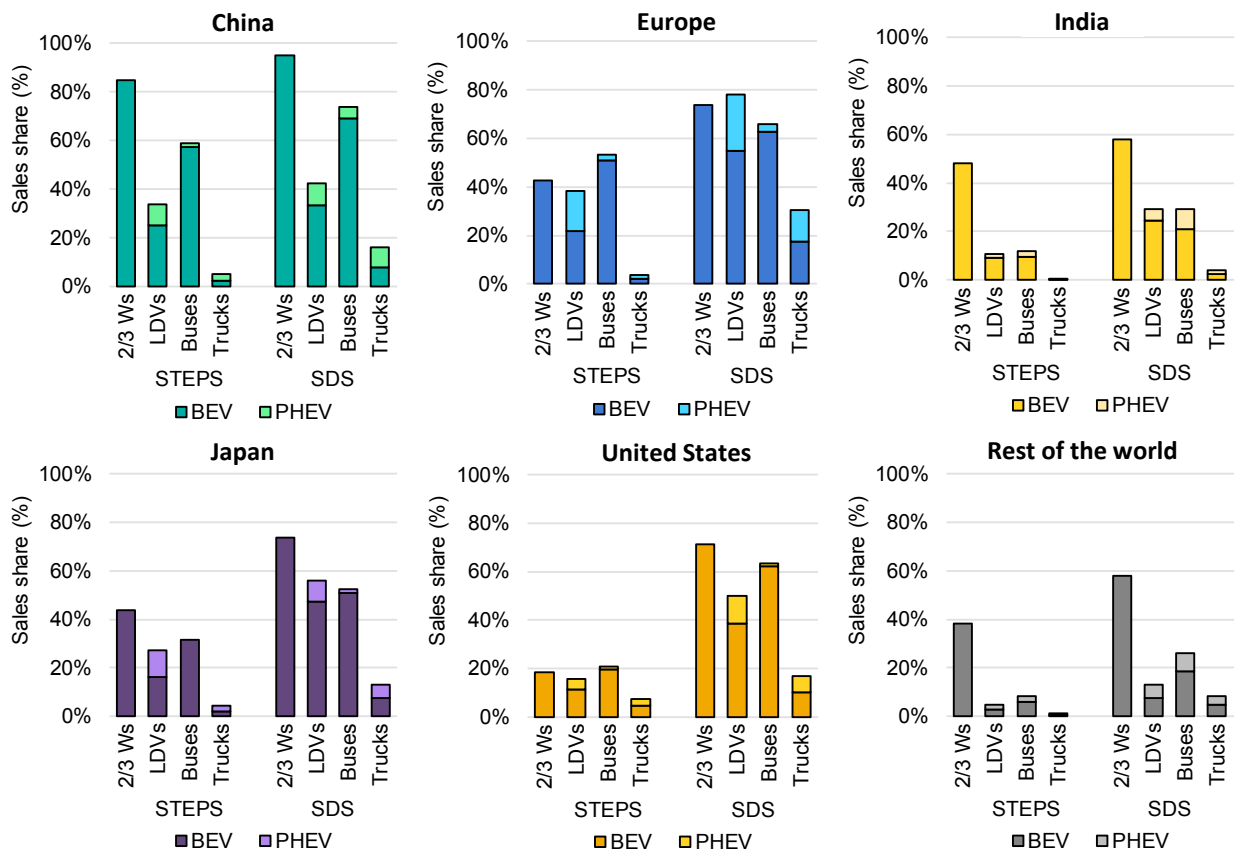 China
Sales share (%)
100%
80%
60%
40%
20%
0%
2/3 Ws
LDVs
Buses
Trucks
2/3 Ws
LDVs
Buses
Trucks
STEPS SDS
BEV PHEV
Europe
Sales share (%)
100%
80%
60%
40%
20%
0%
2/3 Ws
LDVs
Buses
Trucks
2/3 Ws
LDVs
Buses
Trucks
STEPS SDS
BEV PHEV
India
Sales share (%)
100%
80%
60%
40%
20%
0%
2/3 Ws
LDVs
Buses
Trucks
2/3 Ws
LDVs
Buses
Trucks
STEPS SDS
BEV PHEV
Japan
Sales share (%)
100%
80%
60%
40%
20%
0%
2/3 Ws
LDVs
Buses
Trucks
2/3 Ws
LDVs
Buses
Trucks
STEPS SDS
BEV PHEV
United States
Sales share (%)
100%
80%
60%
40%
20%
0%
2/3 Ws
LDVs
Buses
Trucks
2/3 Ws
LDVs
Buses
Trucks
STEPS SDS
BEV PHEV
Rest of the world
Sales share (%)
100%
80%
60%
40%
20%
0%
2/3 Ws
LDVs
Buses
Trucks
2/3 Ws
LDVs
Buses
Trucks
STEPS SDS
BEV PHEV